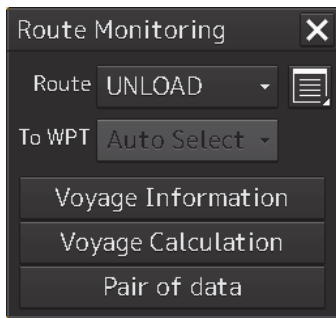 Route Monitoring
Route UNLOAD
To WPT Auto Select
Voyage Information
Voyage Calculation
Pair of data